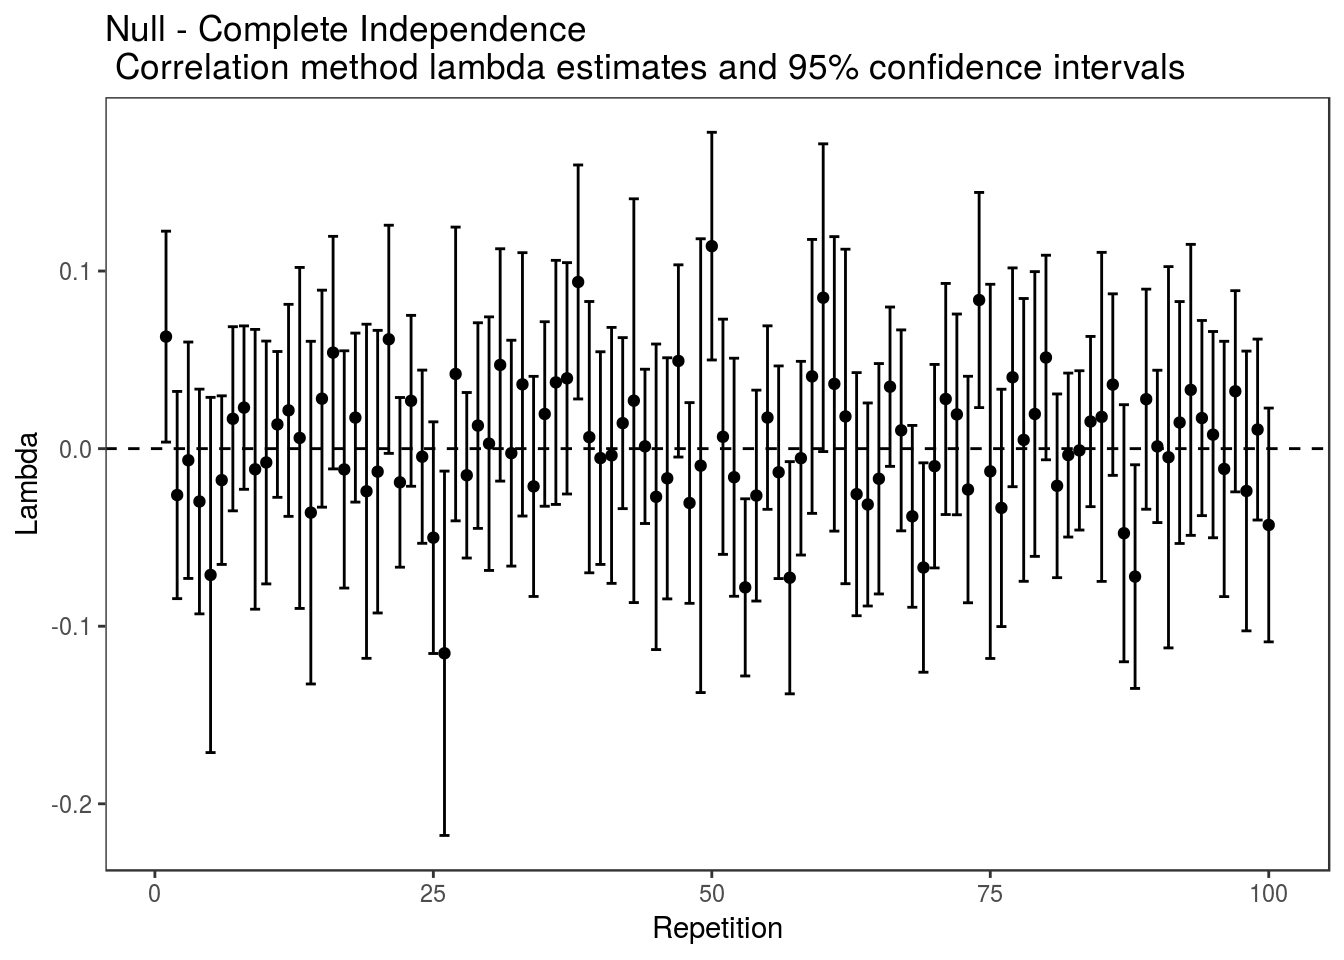 Null - Complete Independence
Correlation method lambda estimates and 95% confidence intervals
0.1
0.0
-0.1
-0.2
Lambda
0 25 50 75 100
Repetition